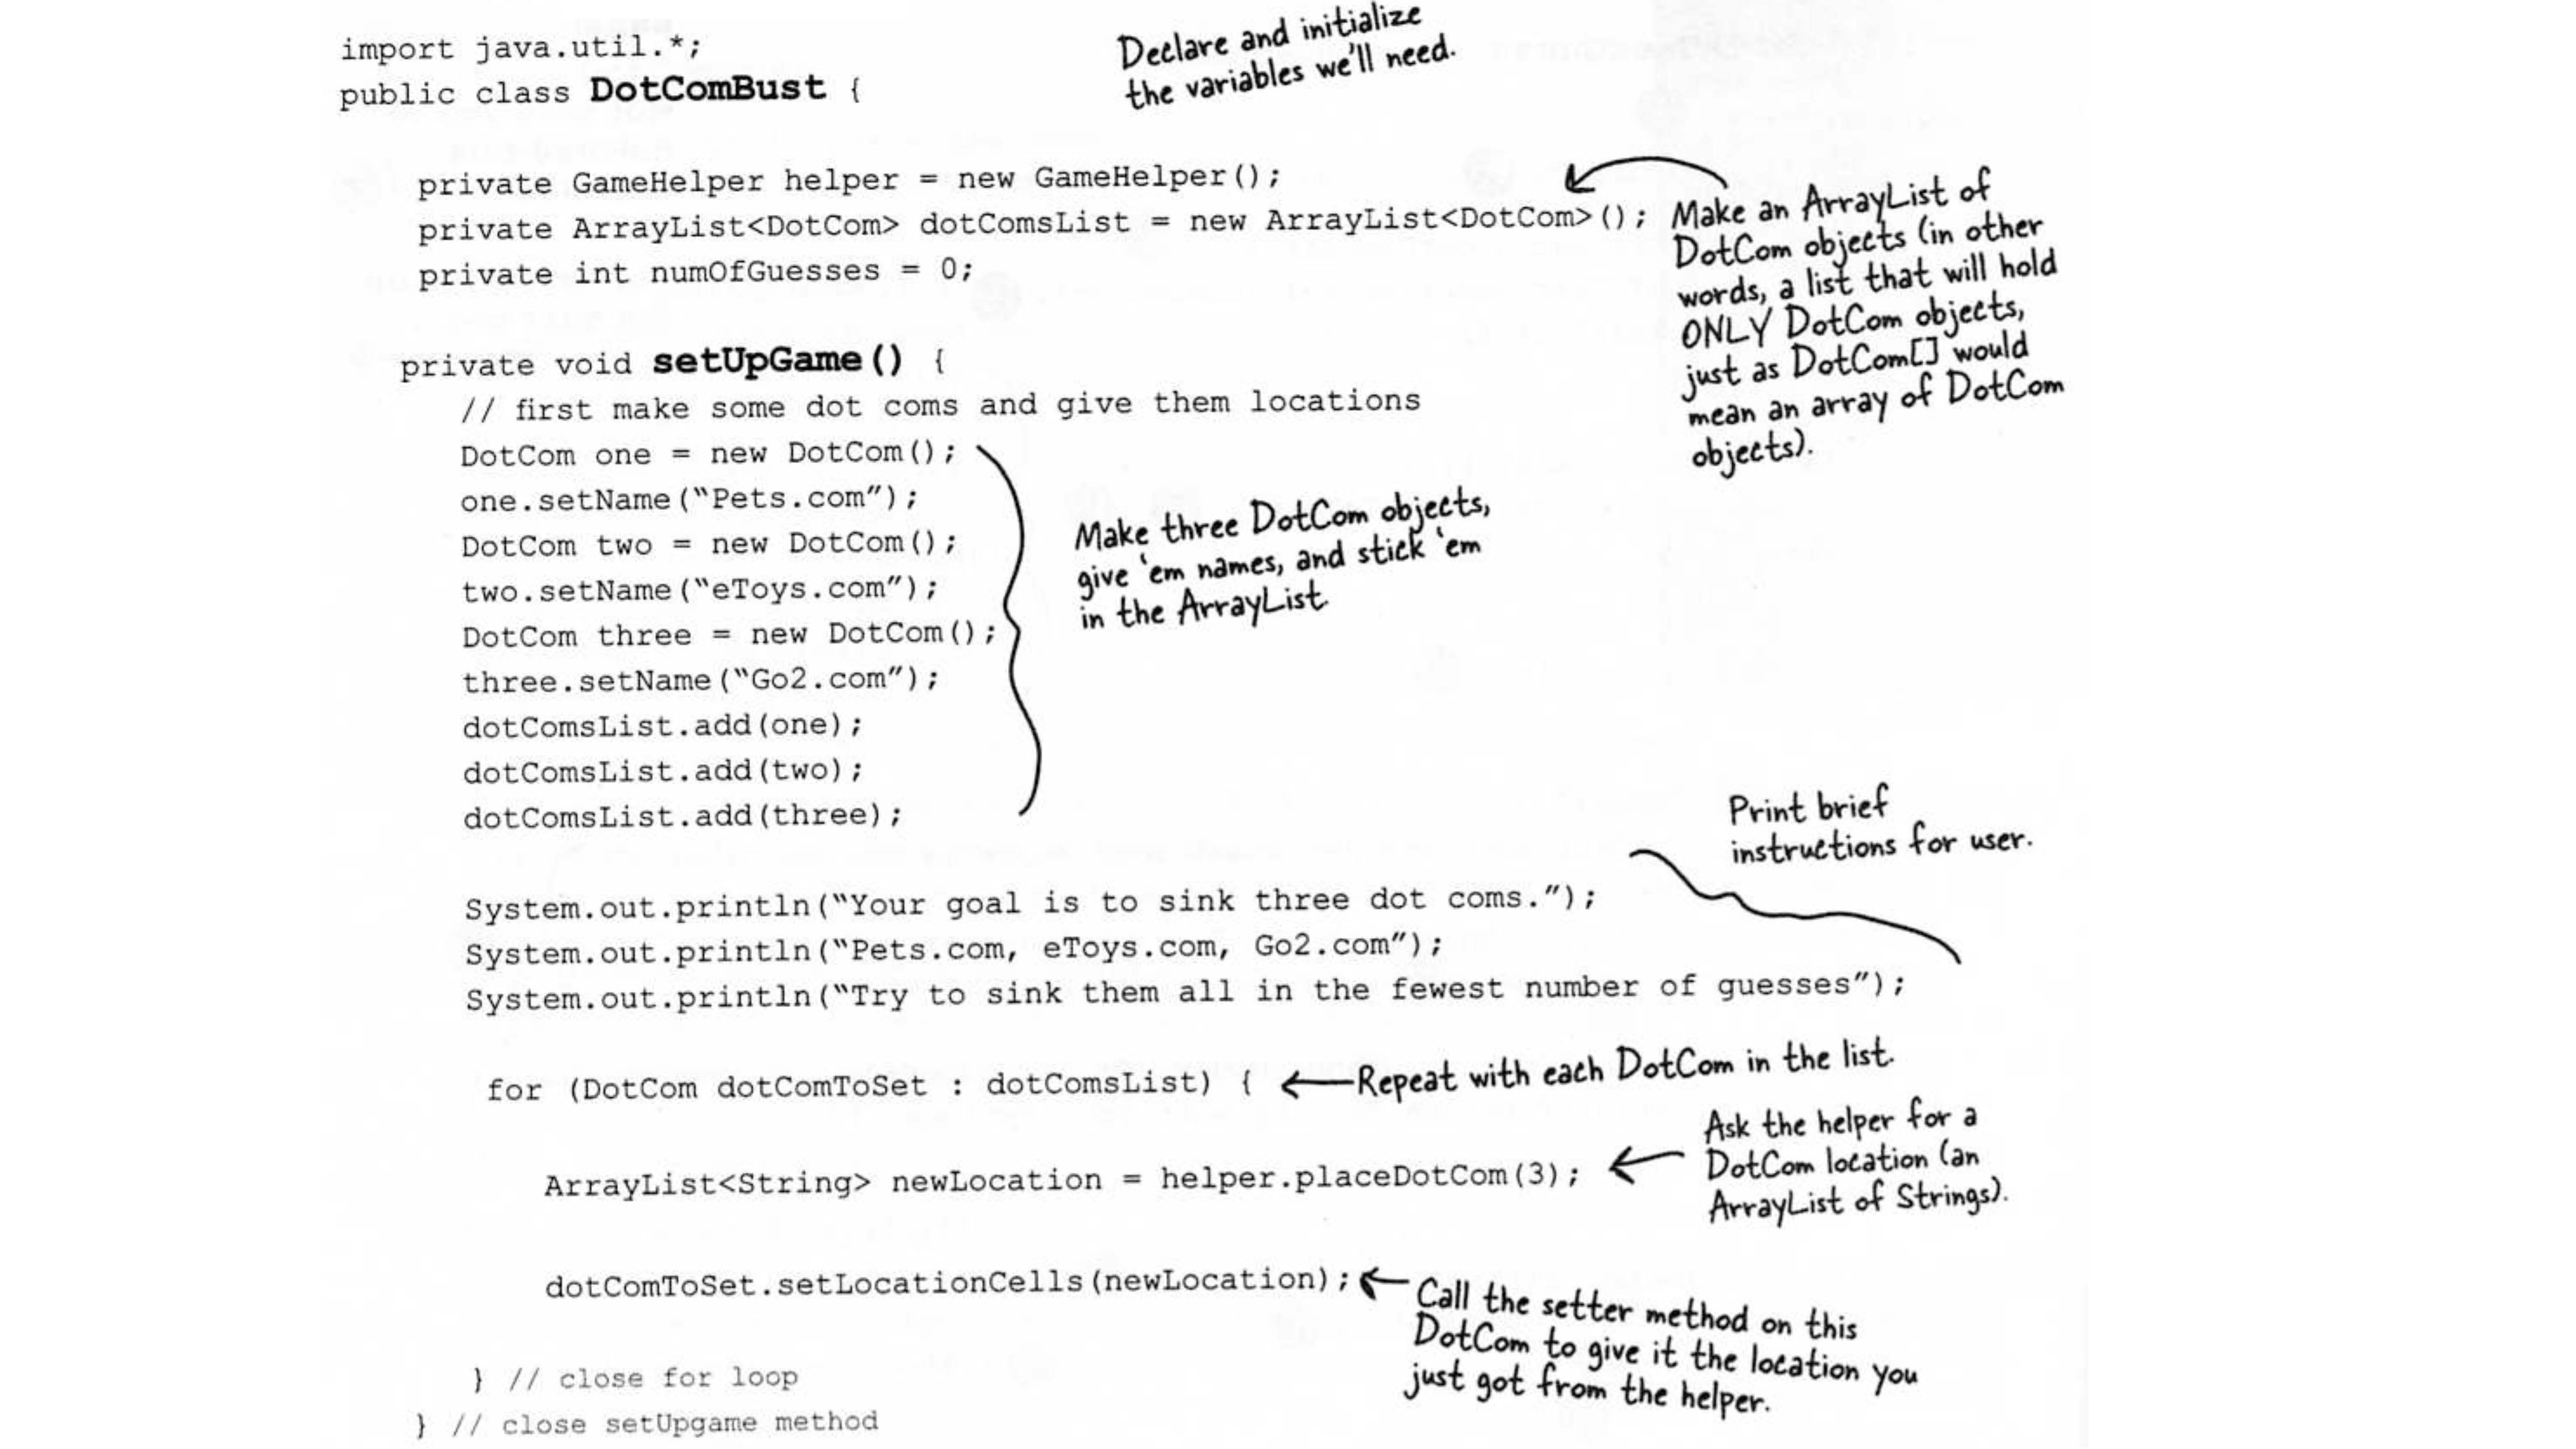 import java.util.*;
public class DotComBust {
Declare and initialize
the variables we'll need.
private GameHelper helper = new GameHelper();
private ArrayList<DotCom> dotComsList = new ArrayList<DotCom>();
private int numOfGuesses = 0;
Make an ArrayList of
DotCom objects (in other
words, a list that will hold
ONLY DotCom objects,
just as DotCom[] would
mean an array of DotCom
objects).
private void setUpGame() {
// first make some dot coms and give them locations
DotCom one = new DotCom();
one.setName(“Pets.com”);
DotCom two = new DotCom();
two.setName(“eToys.com”);
DotCom three = new DotCom();
three.setName(“Go2.com”);
dotComsList.add(one);
dotComsList.add(two);
dotComsList.add(three);
Make three DotCom objects,
give 'em names, and stick 'em
in the ArrayList.
Print brief
instructions for user.
System.out.println(“Your goal is to sink three dot coms.”);
System.out.println(“Pets.com, eToys.com, Go2.com”);
System.out.println(“Try to sink them all in the fewest number of guesses”);
for (DotCom dotComToSet : dotComsList) {
Repeat with each DotCom in the list.
ArrayList<String> newLocation = helper.placeDotCom(3);
Ask the helper for a
DotCom location (an
ArrayList of Strings).
dotComToSet.setLocationCells(newLocation);
Call the setter method on this
DotCom to give it the location you
just got from the helper.
} // close for loop
} // close setUpgame method